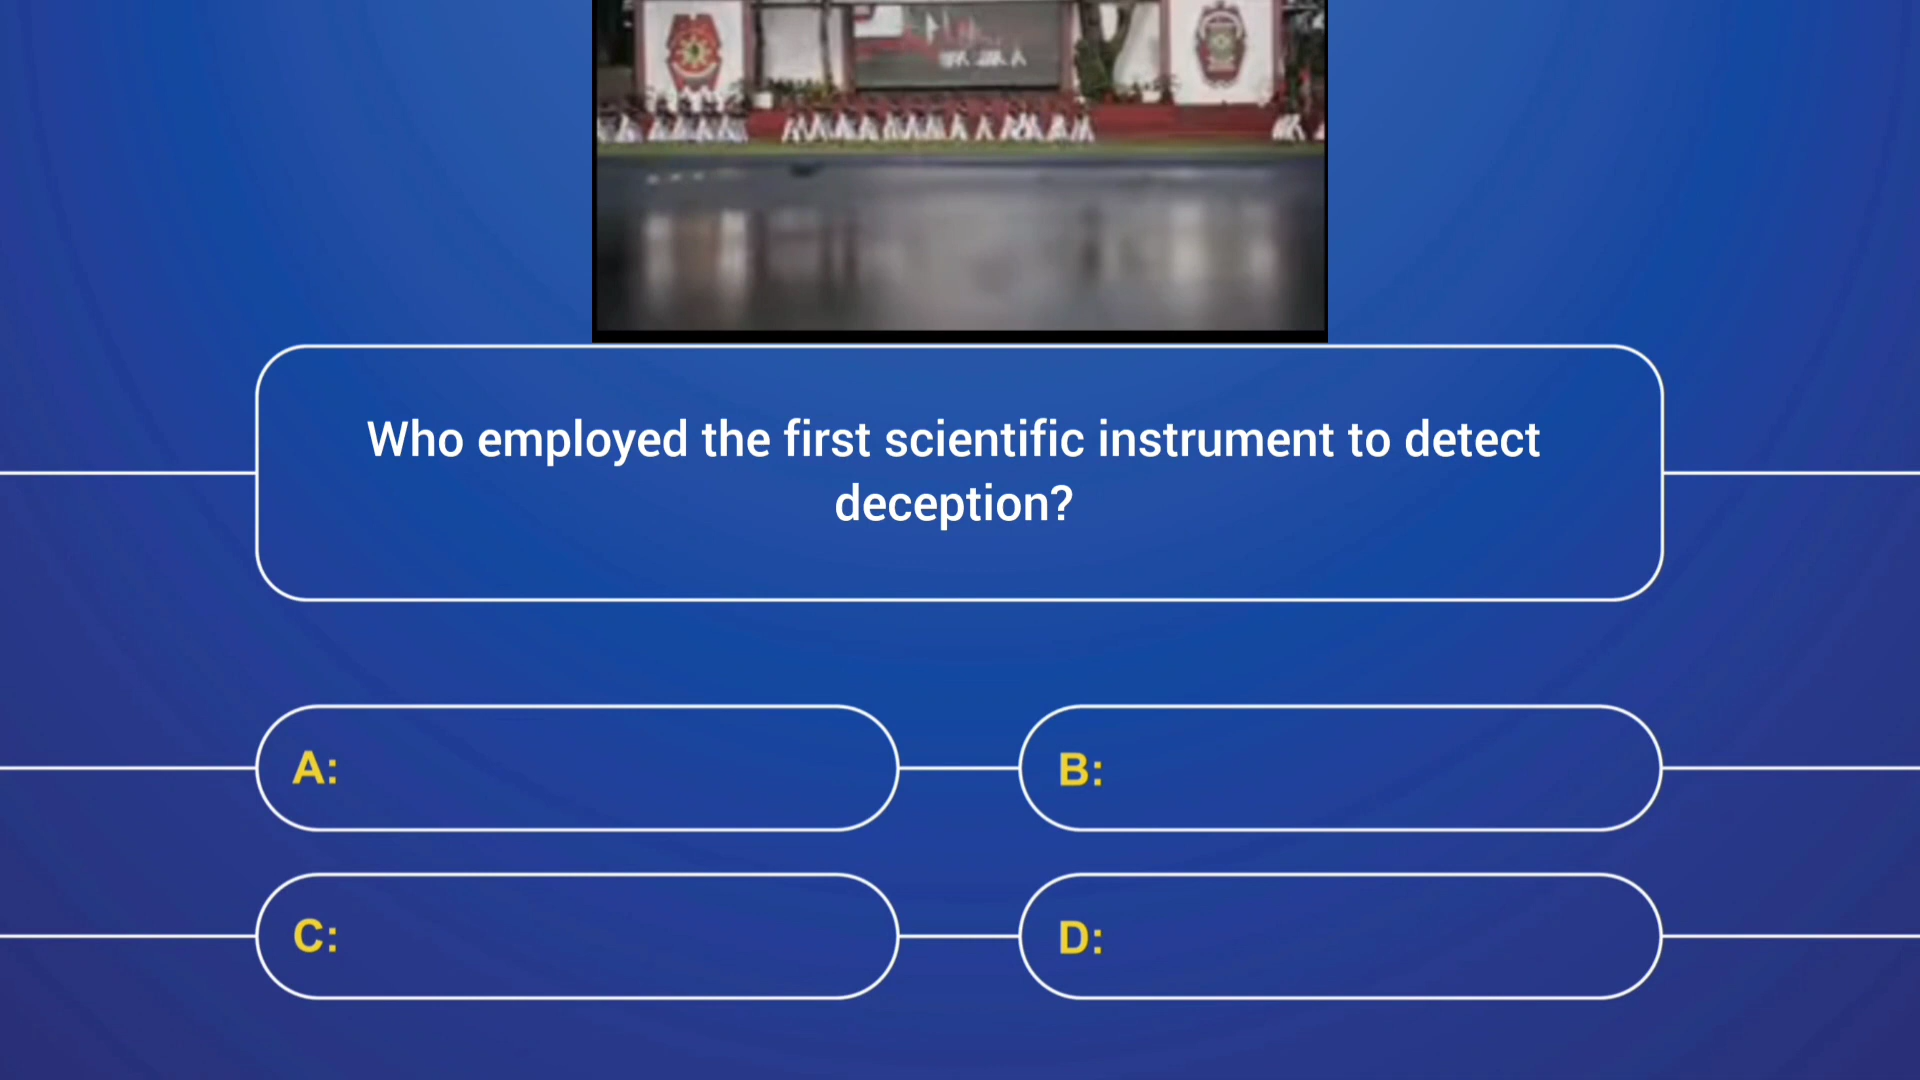 Who employed the first scientific instrument to detect
deception?
A:
B:
C:
D: